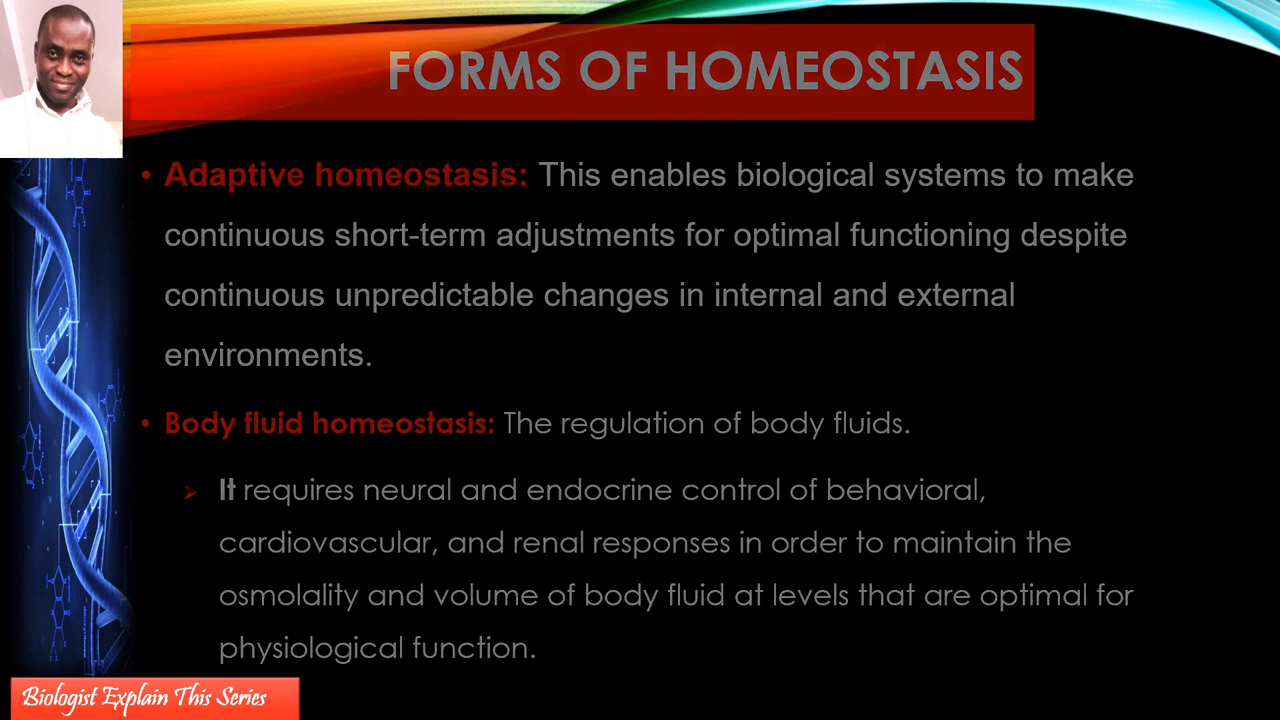 FORMS OF HOMEOSTASIS
• Adaptive homeostasis: This enables biological systems to make
continuous short-term adjustments for optimal functioning despite
continuous unpredictable changes in internal and external
environments.
• Body fluid homeostasis: The regulation of body fluids.
➢ It requires neural and endocrine control of behavioral,
cardiovascular, and renal responses in order to maintain the
osmolality and volume of body fluid at levels that are optimal for
physiological function.
Biologist Explain This Series